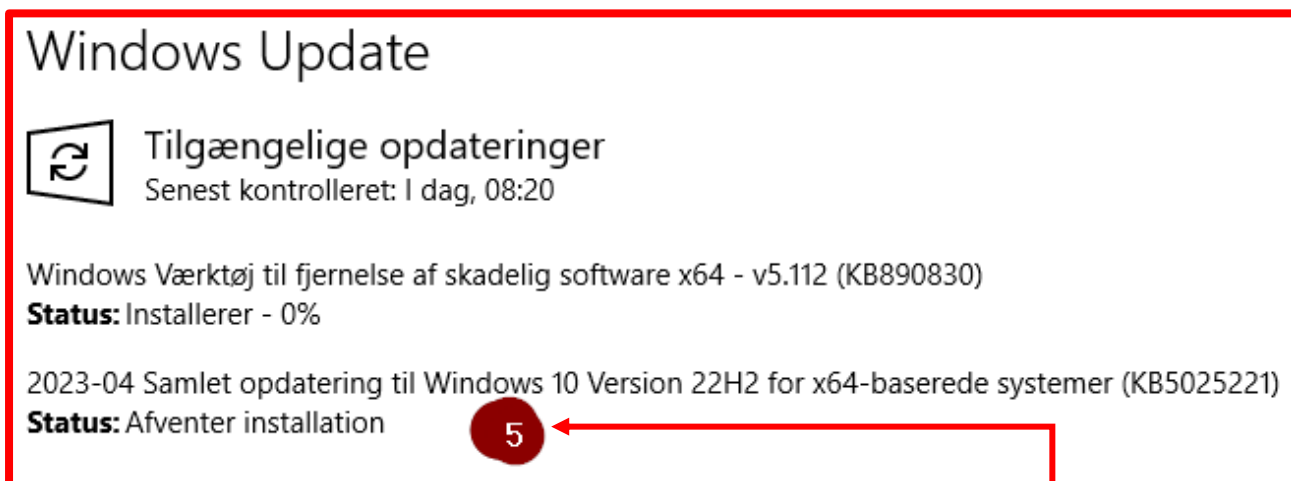 Windows Update
Tilgængelige opdateringer
Senest kontrolleret: I dag, 08:20
Windows Værktøj til fjernelse af skadelig software x64 - v5.112 (KB890830)
Status: Installerer - 0%
2023-04 Samlet opdatering til Windows 10 Version 22H2 for x64-baserede systemer (KB5025221)
Status: Afventer installation
5